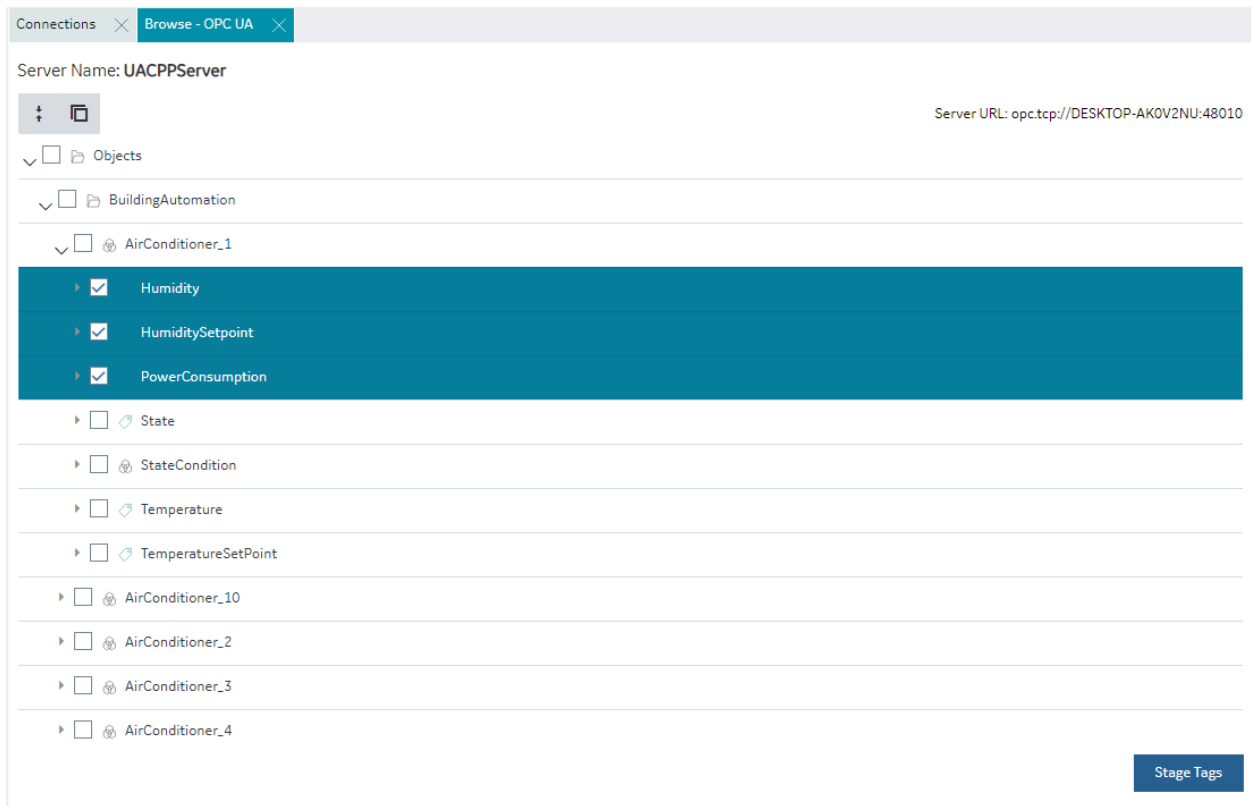 Connections
Browse - OPC UA
Server Name: UACPPServer
Server URL: opc.tcp://DESKTOP-AK0V2NU:48010
Objects
BuildingAutomation
AirConditioner_1
Humidity
HumiditySetpoint
PowerConsumption
State
StateCondition
Temperature
TemperatureSetPoint
AirConditioner_10
AirConditioner_2
AirConditioner_3
AirConditioner_4
Stage Tags